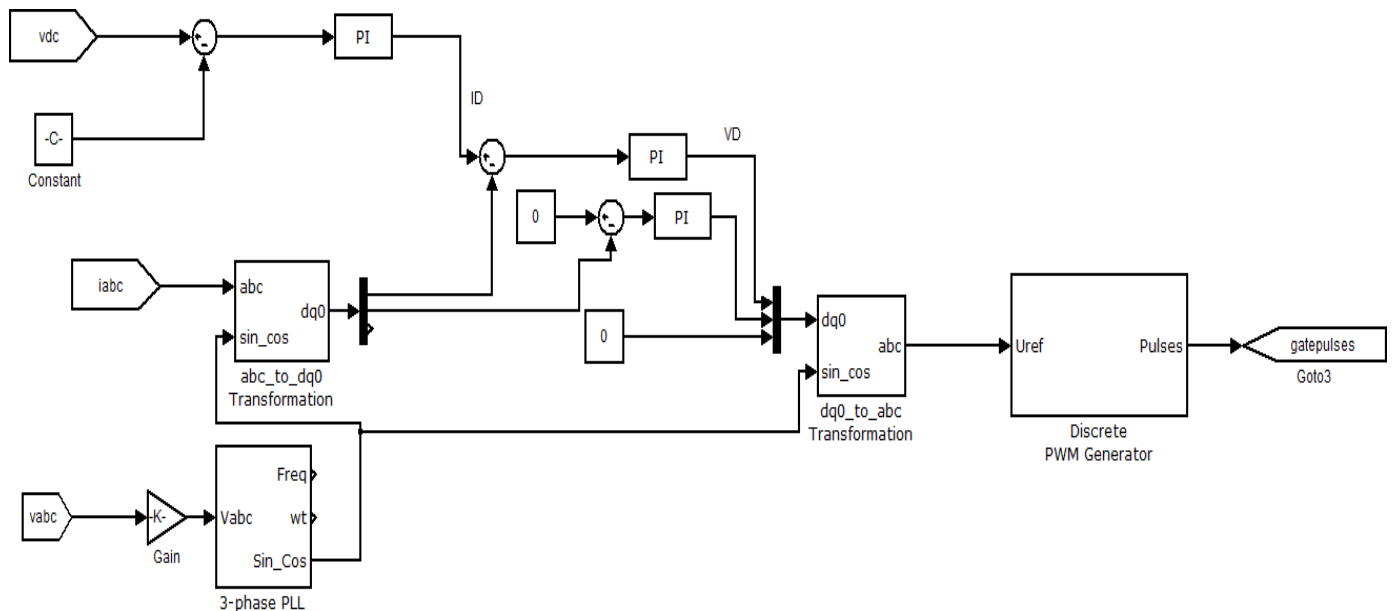 vdc
PI
-C-
Constant
ID
PI
VD
0
PI
iabc
abc
dq0
sin_cos
abc_to_dq0
Transformation
0
dq0
abc
sin_cos
dq0_to_abc
Transformation
Uref
Pulses
Discrete
PWM Generator
gatepulses
Goto3
vabc
-K-
Gain
Freq
Vabc
wt
Sin_Cos
3-phase PLL